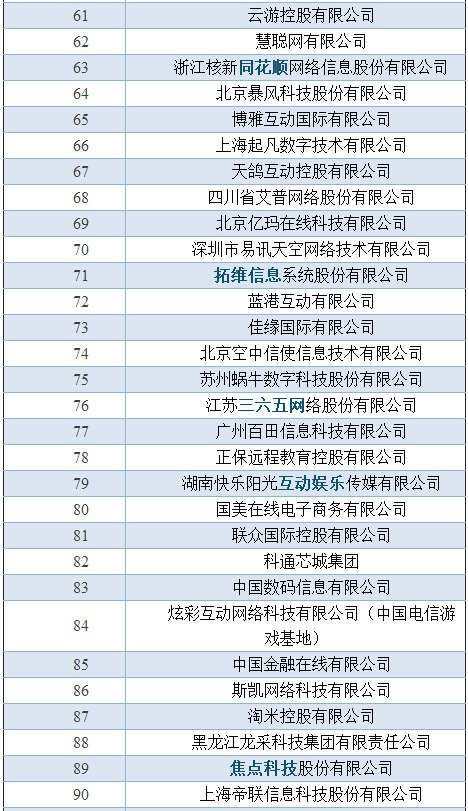 61 云游控股有限公司
62 慧聪网有限公司
63 浙江核新同花顺网络信息股份有限公司
64 北京暴风科技股份有限公司
65 博雅互动国际有限公司
66 上海起凡数字技术有限公司
67 天鸽互动控股有限公司
68 四川省艾普网络股份有限公司
69 北京亿玛在线科技有限公司
70 深圳市易讯天空网络技术有限公司
71 拓维信息系统股份有限公司
72 蓝港互动有限公司
73 佳缘国际有限公司
74 北京空中信使信息技术有限公司
75 苏州蜗牛数字科技股份有限公司
76 江苏三六五网络股份有限公司
77 广州百田信息科技有限公司
78 正保远程教育控股有限公司
79 湖南快乐阳光互动娱乐传媒有限公司
80 国美在线电子商务有限公司
81 联众国际控股有限公司
82 科通芯城集团
83 中国数码信息有限公司
84 炫彩互动网络科技有限公司（中国电信游
戏基地）
85 中国金融在线有限公司
86 斯凯网络科技有限公司
87 淘米控股有限公司
88 黑龙江龙采科技集团有限责任公司
89 焦点科技股份有限公司
90 上海帝联信息科技股份有限公司